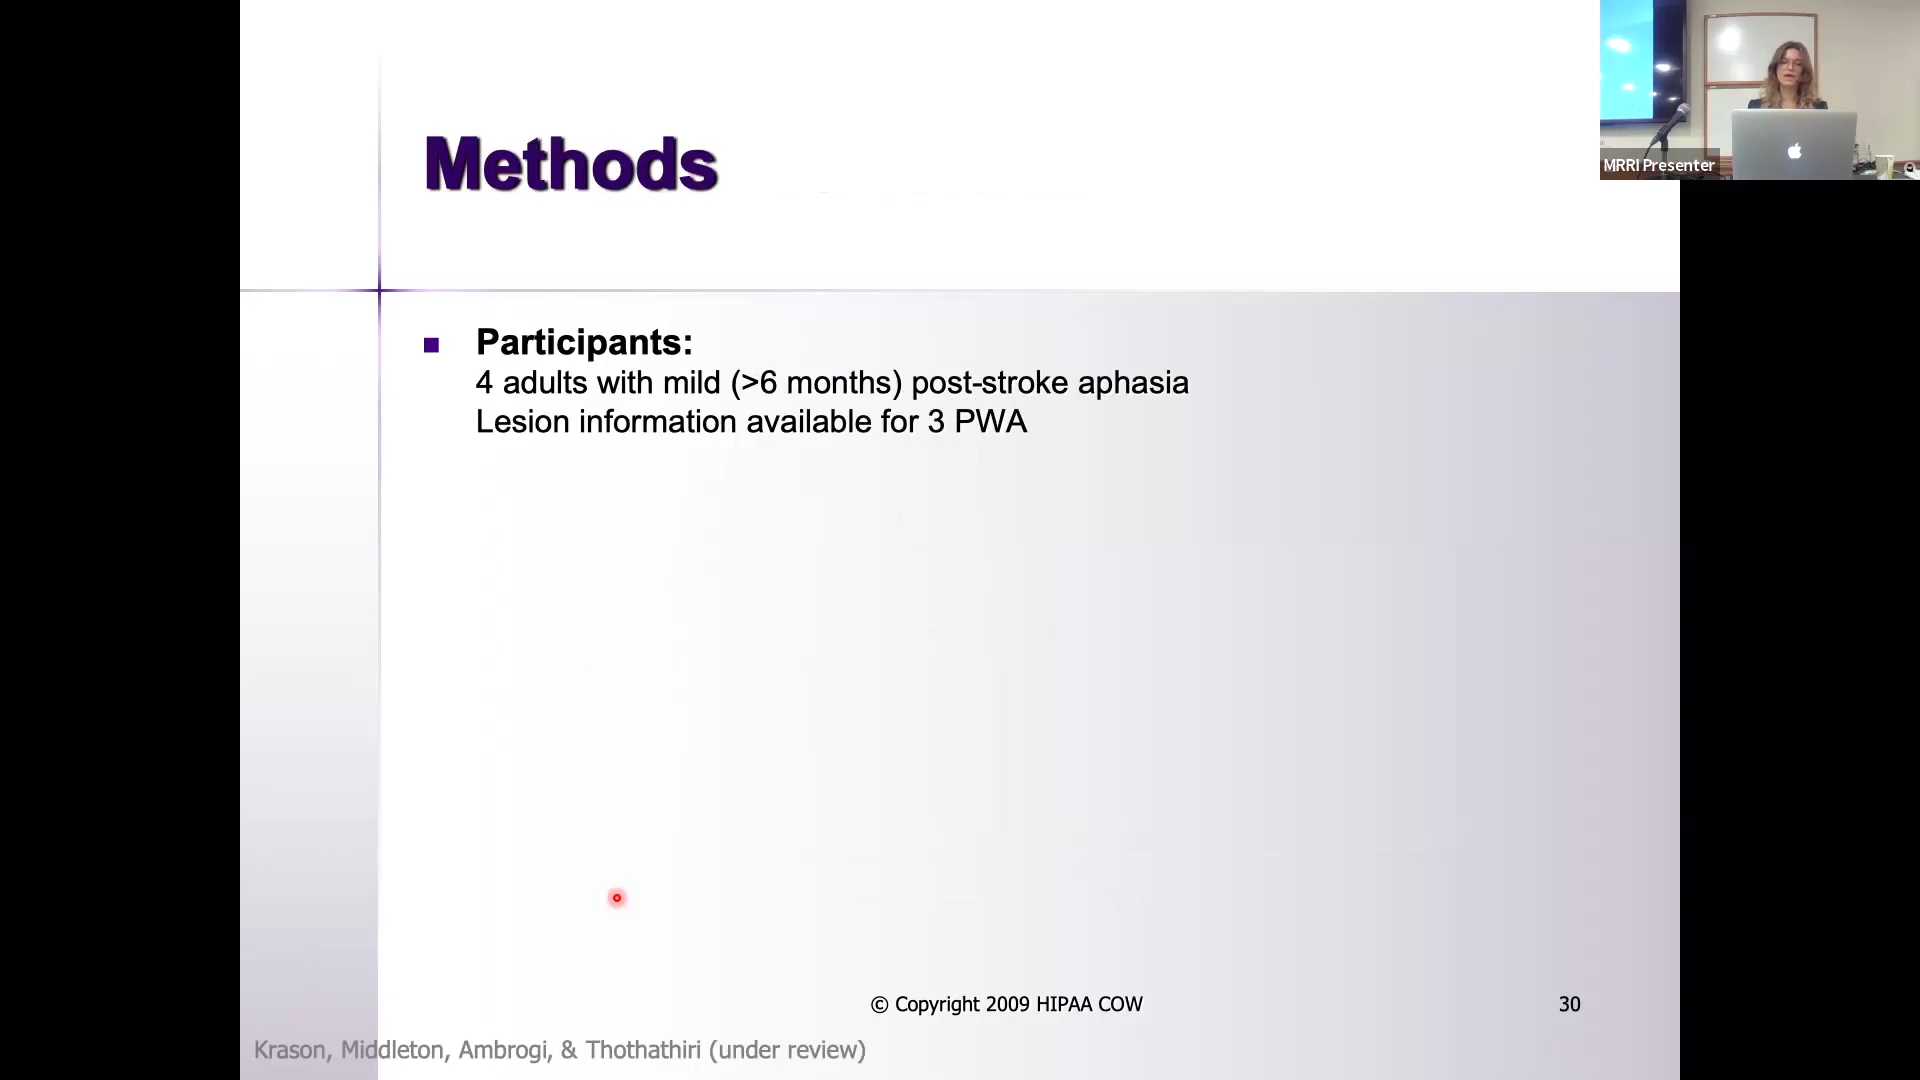 Methods
MRRI Presenter
Participants:
4 adults with mild (>6 months) post-stroke aphasia
Lesion information available for 3 PWA
© Copyright 2009 HIPAA COW
30
Krason, Middleton, Ambrogi, & Thothathiri (under review)